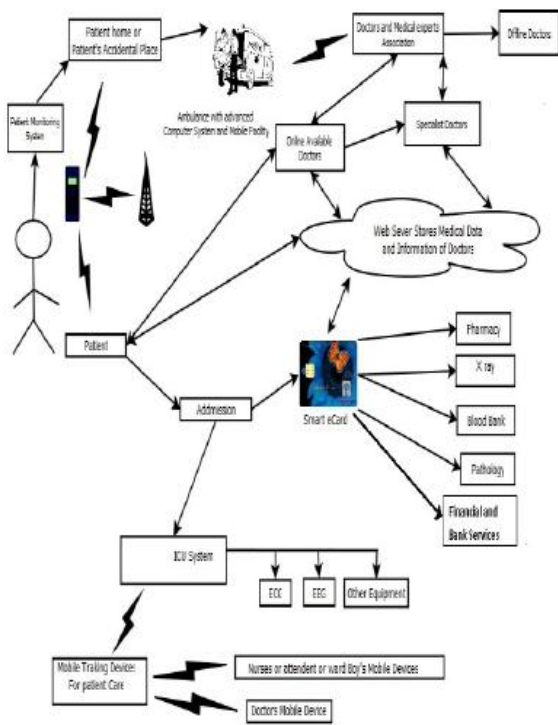 Patient home or
Patient's Accidental Place
Doctors and Medical experts
Association
Offline Doctors
Patient Monitoring
System
Ambulance with advanced
Computer System and Mobile Facility
Online Available
Doctors
Specialist Doctors
Web Sever Stores Medical Data
and Information of Doctors
Patient
Addmission
Smart eCard
Pharmacy
X ray
Blood Bank
Pathology
Financial and
Bank Services
ICU System
ECC
EEG
Other Equipment
Mobile Traking Devices
For patient Care
Nurses or attendent or ward Boy's Mobile Devices
Doctors Mobile Device